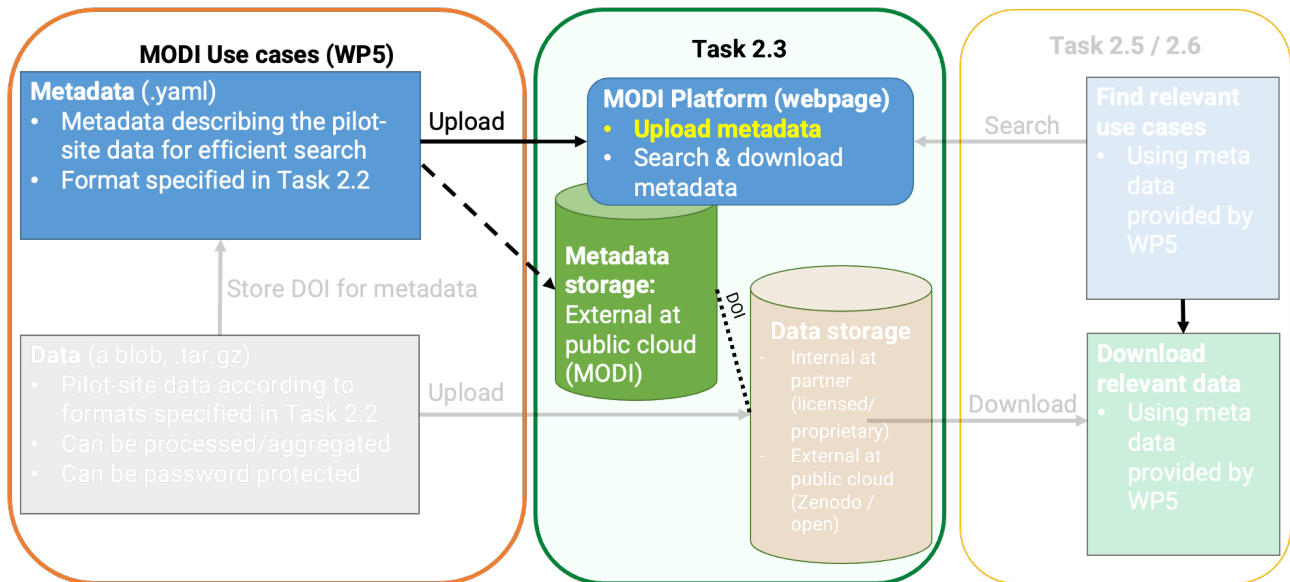 MODI Use cases (WP5)
Metadata (.yaml)
• Metadata describing the pilot-
site data for efficient search
• Format specified in Task 2.2
Upload
Store DOI for metadata
Data (a blob, .tar.gz)
• Pilot-site data according to
formats specified in Task 2.2
• Can be processed/aggregated
• Can be password protected
Upload
Task 2.3
MODI Platform (webpage)
• Upload metadata
• Search & download
metadata
Metadata
storage:
External at
public cloud
(MODI)
DOI
Data storage
- Internal at
partner
(licensed/
proprietary)
- External at
public cloud
(Zenodo /
open)
Task 2.5 / 2.6
Search
Find relevant
use cases
• Using meta
data
provided by
WP5
Download
Download
relevant data
• Using meta
data
provided by
WP5